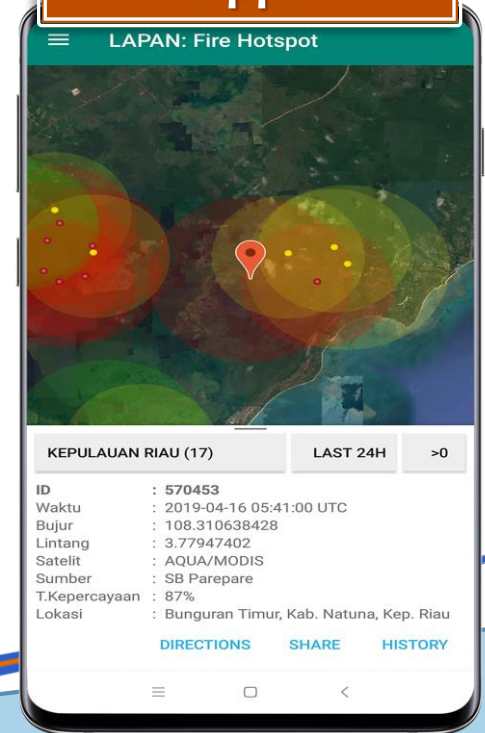 LAPAN: Fire Hotspot
KEPULAUAN RIAU (17) LAST 24H >0
ID : 570453
Waktu : 2019-04-16 05:41:00 UTC
Bujur : 108.310638428
Lintang : 3.77947402
Satelit : AQUA/MODIS
Sumber : SB Parepare
T.Kepercayaan : 87%
Lokasi : Bunguran Timur, Kab. Natuna, Kep. Riau
DIRECTIONS SHARE HISTORY